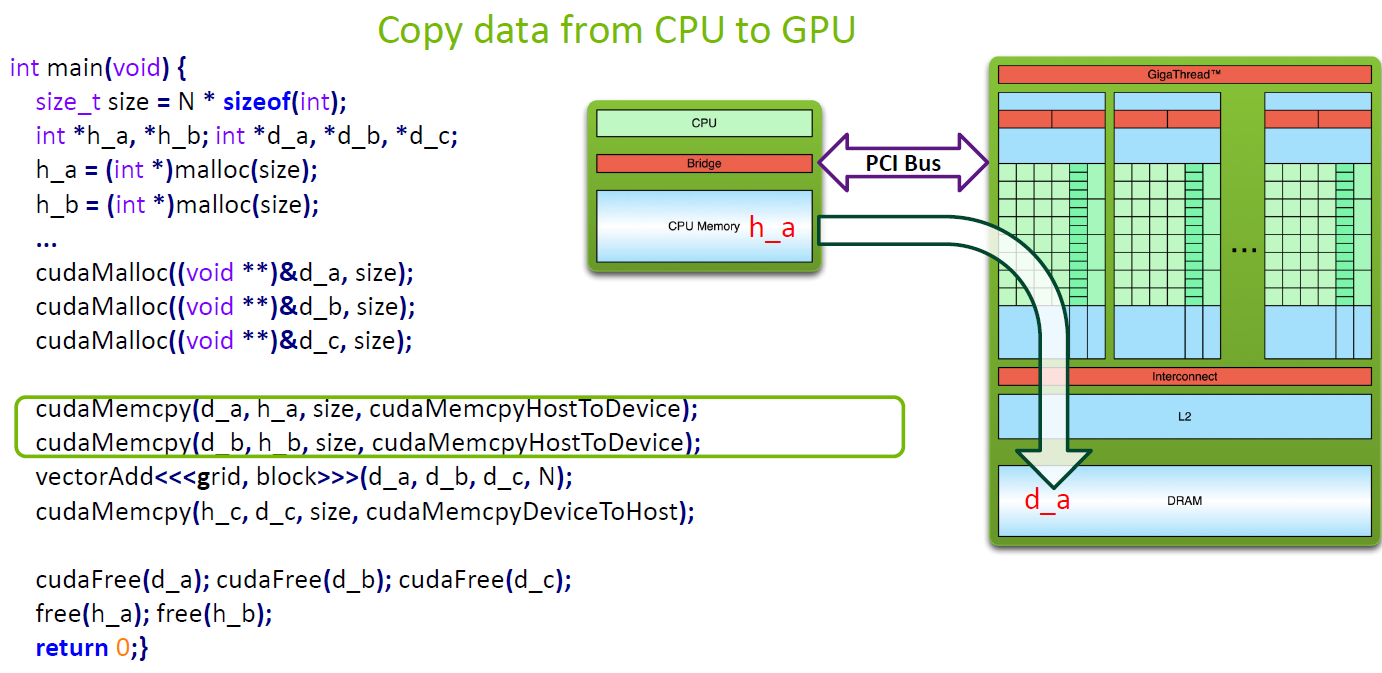 Copy data from CPU to GPU
int main(void) {
size_t size = N * sizeof(int);
int *h_a, *h_b; int *d_a, *d_b, *d_c;
h_a = (int *)malloc(size);
h_b = (int *)malloc(size);
...
cudaMalloc((void **)&d_a, size);
cudaMalloc((void **)&d_b, size);
cudaMalloc((void **)&d_c, size);
cudaMemcpy(d_a, h_a, size, cudaMemcpyHostToDevice);
cudaMemcpy(d_b, h_b, size, cudaMemcpyHostToDevice);
vectorAdd<<<grid, block>>>(d_a, d_b, d_c, N);
cudaMemcpy(h_c, d_c, size, cudaMemcpyDeviceToHost);
cudaFree(d_a); cudaFree(d_b); cudaFree(d_c);
free(h_a); free(h_b);
return 0;}
CPU
Bridge
CPU Memory h_a
PCI Bus
GigaThread™
...
Interconnect
L2
d_a DRAM